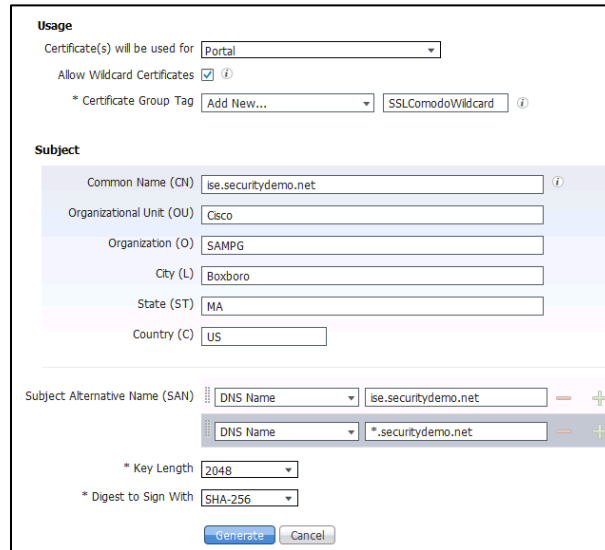 Usage
Certificate(s) will be used for Portal
Allow Wildcard Certificates i
* Certificate Group Tag Add New... SSLComodoWildcard i
Subject
Common Name (CN) ise.securitydemo.net i
Organizational Unit (OU) Cisco
Organization (O) SAMPG
City (L) Boxboro
State (ST) MA
Country (C) US
Subject Alternative Name (SAN) DNS Name ise.securitydemo.net
DNS Name *.securitydemo.net
* Key Length 2048
* Digest to Sign With SHA-256
Generate Cancel